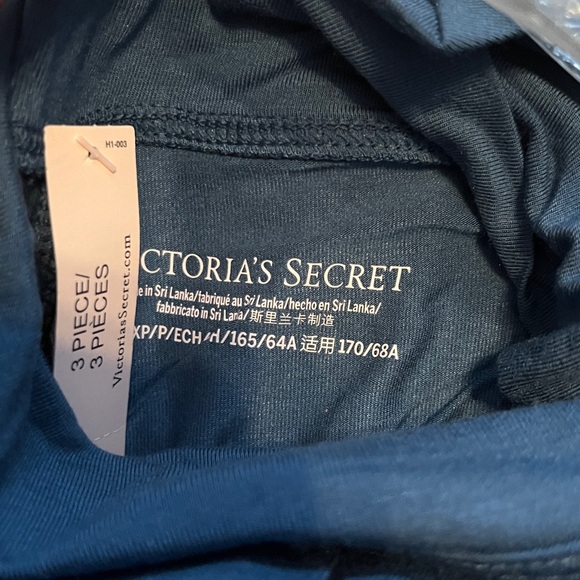 H1-003
3 PIECE/
3 PIÈCES
VictoriasSecret.com
CTORIA'S SECRET
in Sri Lanka/fabriqué au Sri Lanka/hecho en Sri Lanka/
fabbricato in Sri Lanka/斯里兰卡制造
XP/P/ECH /165/64A 适用 170/68A